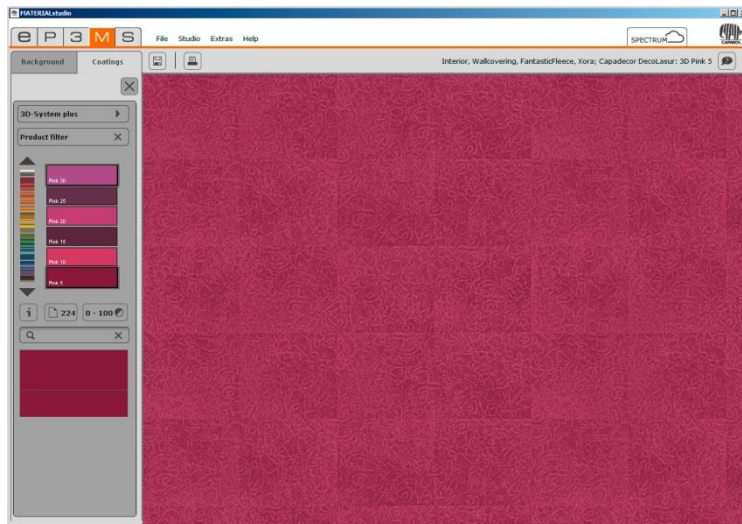 MATERIALstudio
e P 3 M S
File Studio Extras Help
SPECTRUM
CAPAROL
Background Coatings
Interior, Wallcovering, FantasticFleece, Xora; Capadecor DecoLasur: 3D Pink 5
3D-System plus
Product filter
Pink 30
Pink 25
Pink 20
Pink 15
Pink 10
Pink 5
i 224 0 - 100